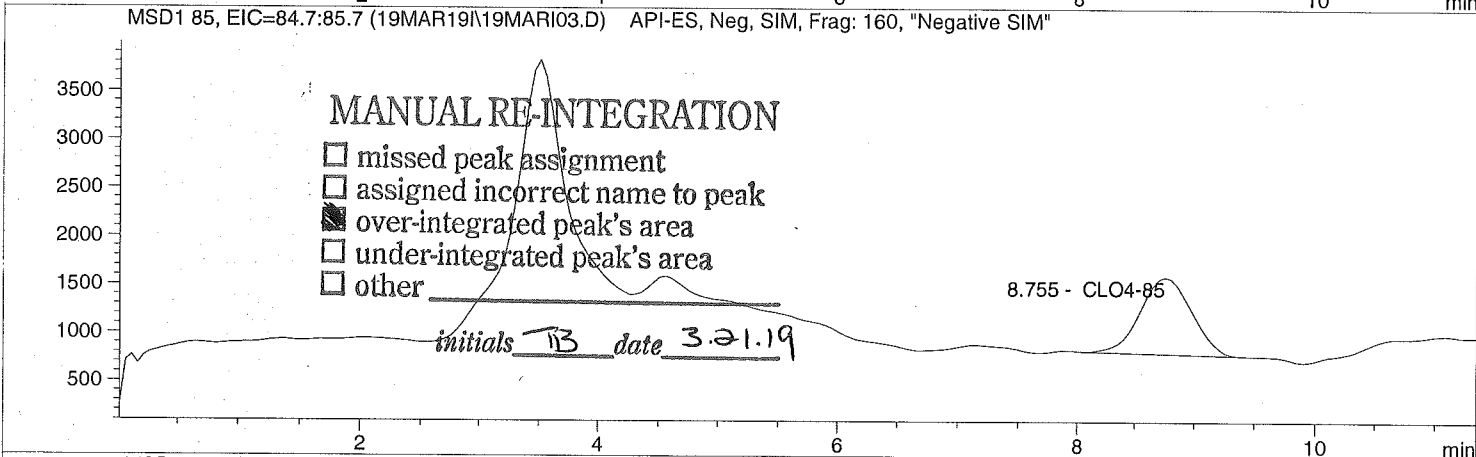 8 10 min
MSD1 85, EIC=84.7:85.7 (19MAR19I\19MARI03.D) API-ES, Neg, SIM, Frag: 160, "Negative SIM"
3500
3000
2500
2000
1500
1000
500
MANUAL RE-INTEGRATION
missed peak assignment
assigned incorrect name to peak
over-integrated peak's area
under-integrated peak's area
other
initials TB date 3.21.19
8.755 - CLO4-85
2 4 6 8 10 min